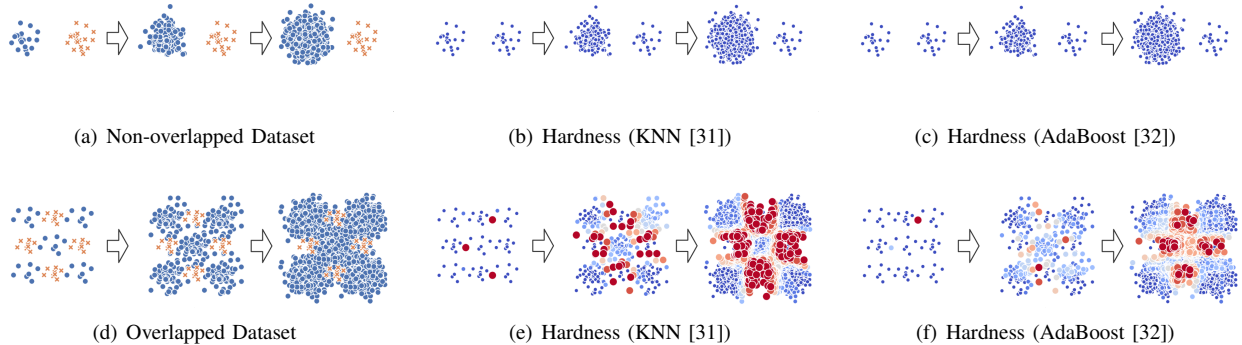 (a) Non-overlapped Dataset
(b) Hardness (KNN [31])
(c) Hardness (AdaBoost [32])
(d) Overlapped Dataset
(e) Hardness (KNN [31])
(f) Hardness (AdaBoost [32])